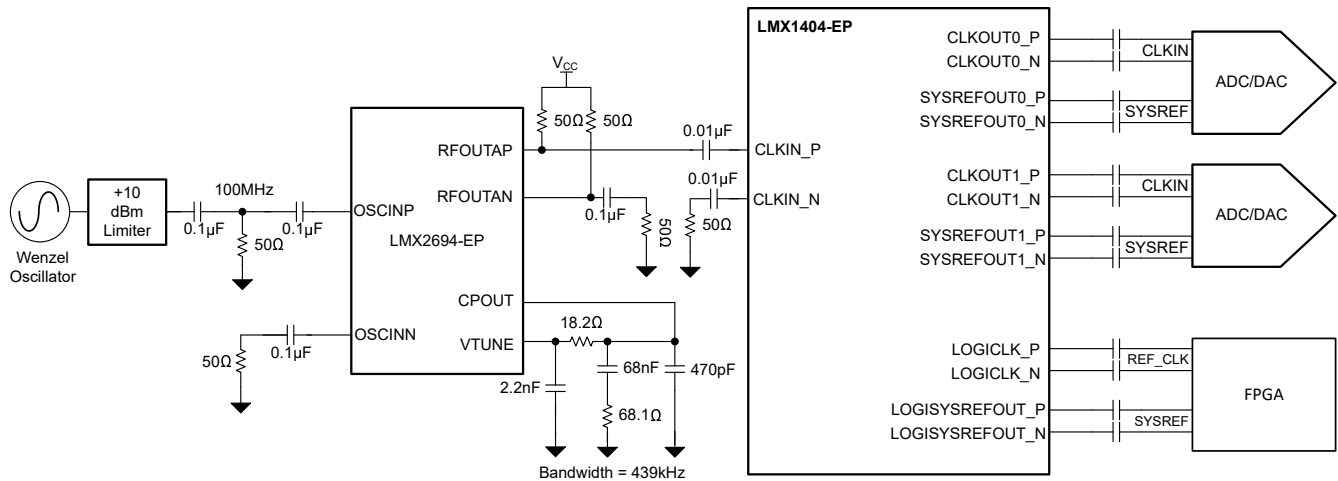 LMX1404-EP
CLKOUT0_P
CLKOUT0_N
CLKIN
SYSREFOUT0_P
SYSREFOUT0_N
SYSREF
ADC/DAC
VCC
50Ω
50Ω
RFOUTAP
0.01µF
CLKIN_P
RFOUTAN
0.1µF
50Ω
0.01µF
50Ω
CLKIN_N
CLKOUT1_P
CLKOUT1_N
CLKIN
SYSREFOUT1_P
SYSREFOUT1_N
SYSREF
ADC/DAC
Wenzel
Oscillator
+10
dBm
Limiter
0.1µF
100MHz
50Ω
0.1µF
OSCINP
LMX2694-EP
OSCINN
0.1µF
50Ω
CPOUT
VTUNE
18.2Ω
2.2nF
68nF
68.1Ω
470pF
Bandwidth = 439kHz
LOGICLK_P
LOGICLK_N
REF_CLK
LOGISYSREFOUT_P
LOGISYSREFOUT_N
SYSREF
FPGA